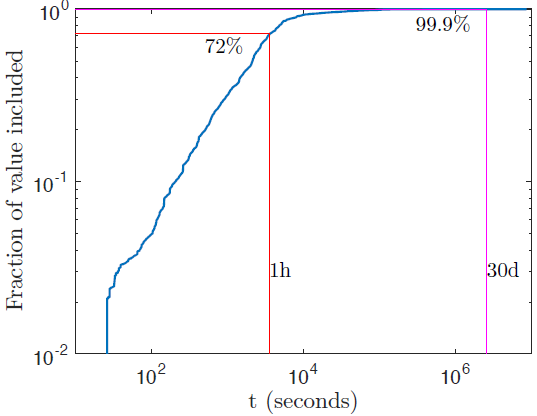 10^0
99.9%
72%
Fraction of value included
10^-1
1h
30d
10^-2
10^2
10^4
10^6
t (seconds)